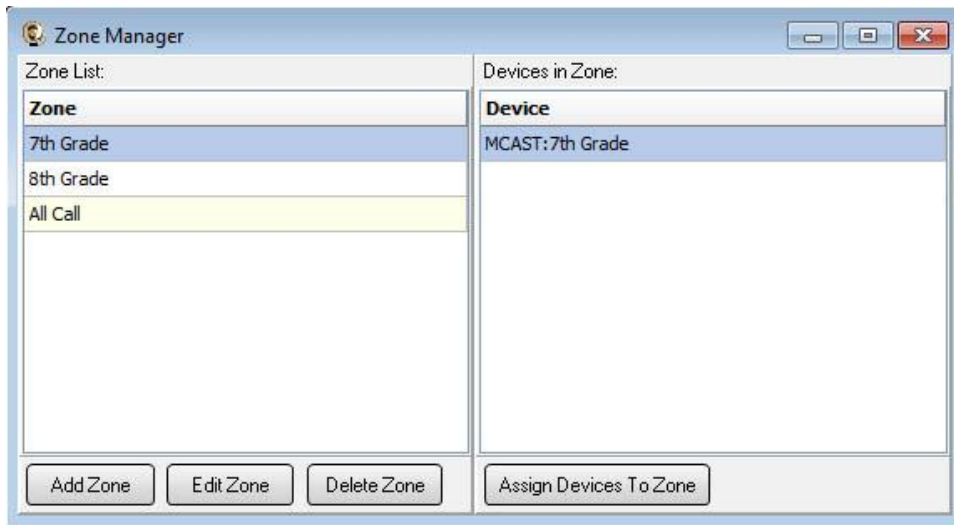 Zone Manager
Zone List:
Zone
7th Grade
8th Grade
All Call
Add Zone Edit Zone Delete Zone
Devices in Zone:
Device
MCAST:7th Grade
Assign Devices To Zone